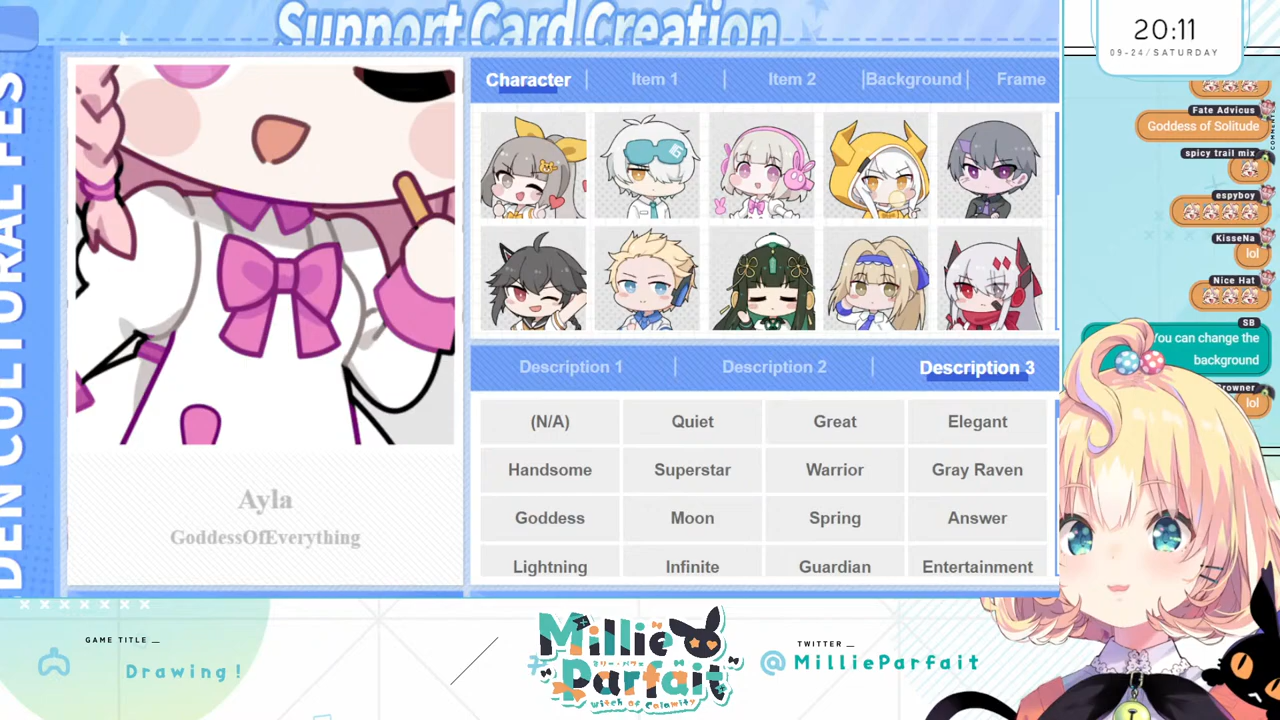 Support Card Creation
DEN CULTURAL FES
Character
Item 1
Item 2
Background
Frame
Description 1
Description 2
Description 3
(N/A)
Quiet
Great
Elegant
Handsome
Superstar
Warrior
Gray Raven
Goddess
Moon
Spring
Answer
Lightning
Infinite
Guardian
Entertainment
Ayla
GoddessOfEverything
20:11
09-24/SATURDAY
COMMENT
Fate Advicus
Goddess of Solitude
spicy trail mix
espyboy
KisseNa
lol
Nice Hat
SB
You can change the
background
rowner
lol
GAME TITLE
Drawing!
Millie
Parfait
Witch of Calamity
TWITTER
@MillieParfait